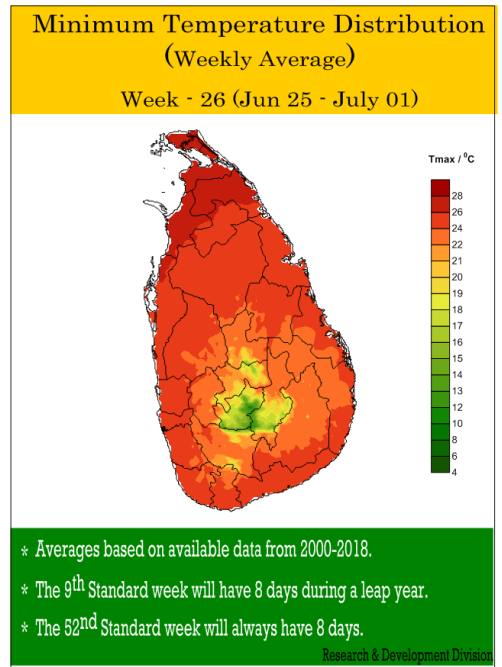 Minimum Temperature Distribution
(Weekly Average)
Week - 26 (Jun 25 - July 01)
Tmax / ⁰C
28
26
24
22
21
20
19
18
17
16
15
14
13
12
10
8
6
4
* Averages based on available data from 2000-2018.
* The 9th Standard week will have 8 days during a leap year.
* The 52nd Standard week will always have 8 days.
Research & Development Division